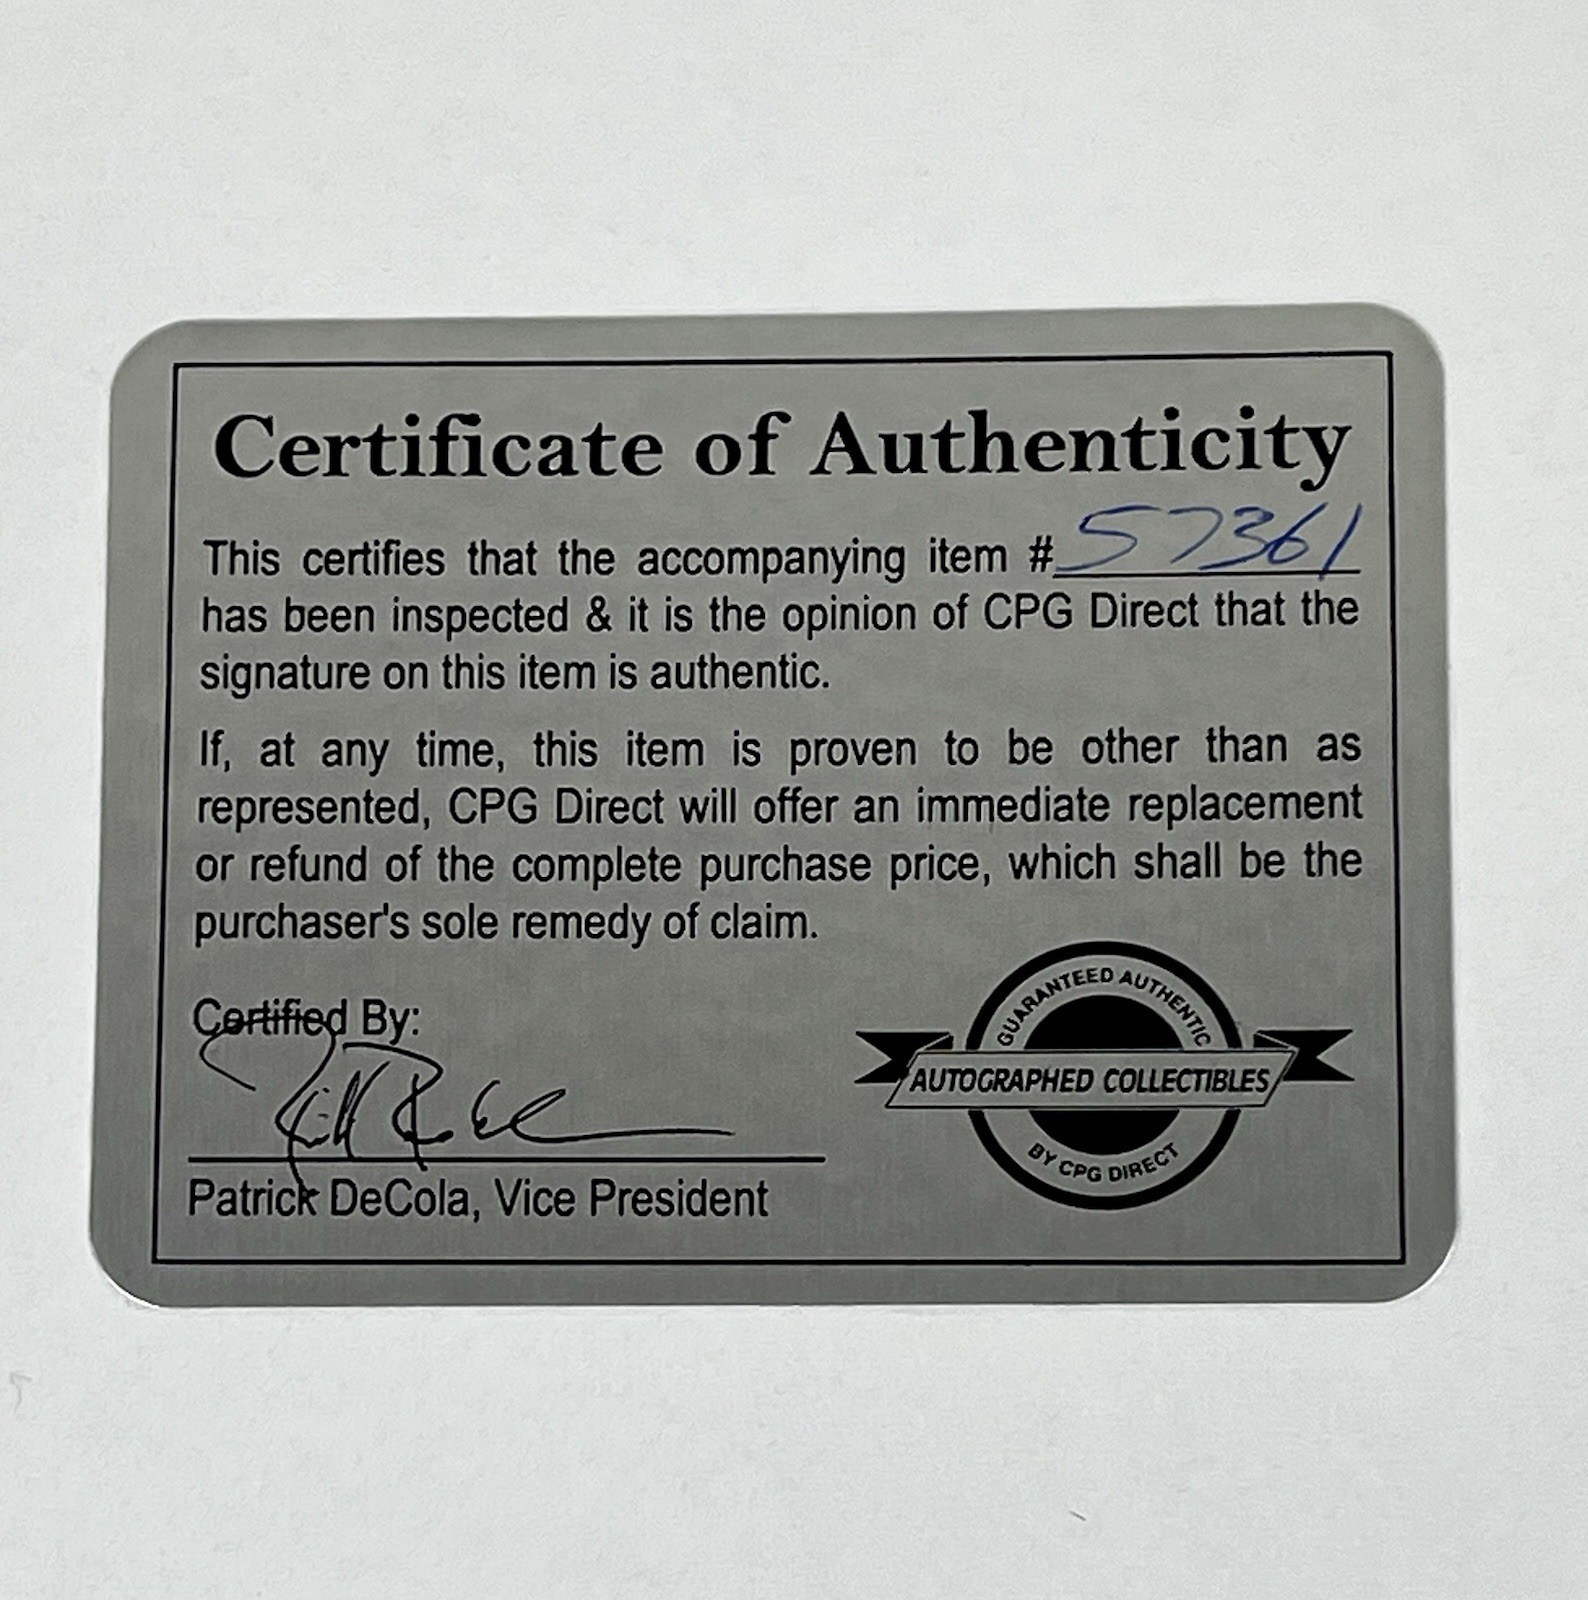 Certificate of Authenticity
This certifies that the accompanying item # 57361
has been inspected & it is the opinion of CPG Direct that the
signature on this item is authentic.
If, at any time, this item is proven to be other than as
represented, CPG Direct will offer an immediate replacement
or refund of the complete purchase price, which shall be the
purchaser's sole remedy of claim.
Certified By:
Patrick DeCola, Vice President
GUARANTEED AUTHENTIC
AUTOGRAPHED COLLECTIBLES
BY CPG DIRECT